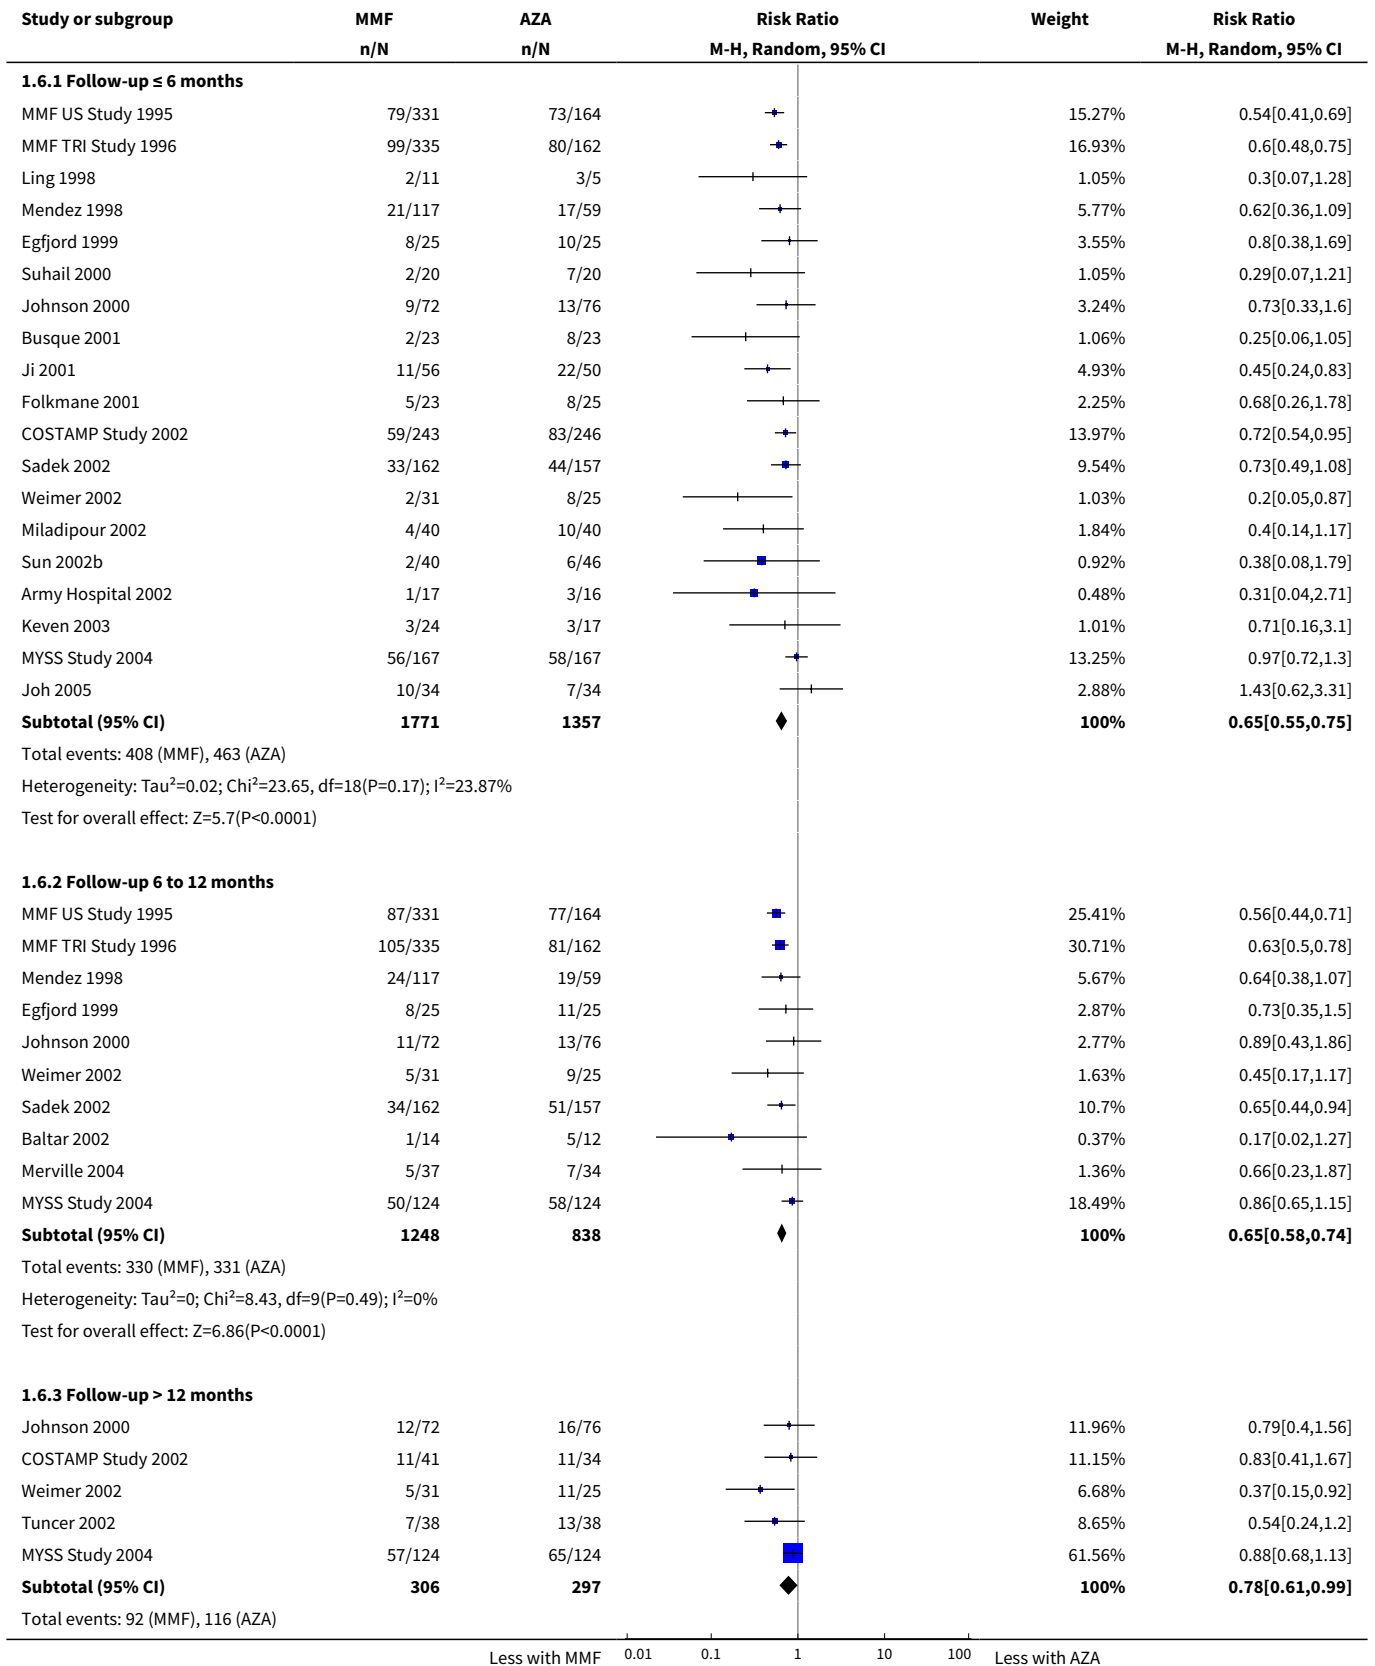 Study or subgroup MMF AZA Risk Ratio Weight Risk Ratio
n/N n/N M-H, Random, 95% CI M-H, Random, 95% CI
1.6.1 Follow-up ≤ 6 months
MMF US Study 1995 79/331 73/164 15.27% 0.54[0.41,0.69]
MMF TRI Study 1996 99/335 80/162 16.93% 0.6[0.48,0.75]
Ling 1998 2/11 3/5 1.05% 0.3[0.07,1.28]
Mendez 1998 21/117 17/59 5.77% 0.62[0.36,1.09]
Egfjord 1999 8/25 10/25 3.55% 0.8[0.38,1.69]
Suhail 2000 2/20 7/20 1.05% 0.29[0.07,1.21]
Johnson 2000 9/72 13/76 3.24% 0.73[0.33,1.6]
Busque 2001 2/23 8/23 1.06% 0.25[0.06,1.05]
Ji 2001 11/56 22/50 4.93% 0.45[0.24,0.83]
Folkmane 2001 5/23 8/25 2.25% 0.68[0.26,1.78]
COSTAMP Study 2002 59/243 83/246 13.97% 0.72[0.54,0.95]
Sadek 2002 33/162 44/157 9.54% 0.73[0.49,1.08]
Weimer 2002 2/31 8/25 1.03% 0.2[0.05,0.87]
Miladipour 2002 4/40 10/40 1.84% 0.4[0.14,1.17]
Sun 2002b 2/40 6/46 0.92% 0.38[0.08,1.79]
Army Hospital 2002 1/17 3/16 0.48% 0.31[0.04,2.71]
Keven 2003 3/24 3/17 1.01% 0.71[0.16,3.1]
MYSS Study 2004 56/167 58/167 13.25% 0.97[0.72,1.3]
Joh 2005 10/34 7/34 2.88% 1.43[0.62,3.31]
Subtotal (95% CI) 1771 1357 100% 0.65[0.55,0.75]
Total events: 408 (MMF), 463 (AZA)
Heterogeneity: Tau²=0.02; Chi²=23.65, df=18(P=0.17); I²=23.87%
Test for overall effect: Z=5.7(P<0.0001)
1.6.2 Follow-up 6 to 12 months
MMF US Study 1995 87/331 77/164 25.41% 0.56[0.44,0.71]
MMF TRI Study 1996 105/335 81/162 30.71% 0.63[0.5,0.78]
Mendez 1998 24/117 19/59 5.67% 0.64[0.38,1.07]
Egfjord 1999 8/25 11/25 2.87% 0.73[0.35,1.5]
Johnson 2000 11/72 13/76 2.77% 0.89[0.43,1.86]
Weimer 2002 5/31 9/25 1.63% 0.45[0.17,1.17]
Sadek 2002 34/162 51/157 10.7% 0.65[0.44,0.94]
Baltar 2002 1/14 5/12 0.37% 0.17[0.02,1.27]
Merville 2004 5/37 7/34 1.36% 0.66[0.23,1.87]
MYSS Study 2004 50/124 58/124 18.49% 0.86[0.65,1.15]
Subtotal (95% CI) 1248 838 100% 0.65[0.58,0.74]
Total events: 330 (MMF), 331 (AZA)
Heterogeneity: Tau²=0; Chi²=8.43, df=9(P=0.49); I²=0%
Test for overall effect: Z=6.86(P<0.0001)
1.6.3 Follow-up > 12 months
Johnson 2000 12/72 16/76 11.96% 0.79[0.4,1.56]
COSTAMP Study 2002 11/41 11/34 11.15% 0.83[0.41,1.67]
Weimer 2002 5/31 11/25 6.68% 0.37[0.15,0.92]
Tuncer 2002 7/38 13/38 8.65% 0.54[0.24,1.2]
MYSS Study 2004 57/124 65/124 61.56% 0.88[0.68,1.13]
Subtotal (95% CI) 306 297 100% 0.78[0.61,0.99]
Total events: 92 (MMF), 116 (AZA)
Less with MMF 0.01 0.1 1 10 100 Less with AZA